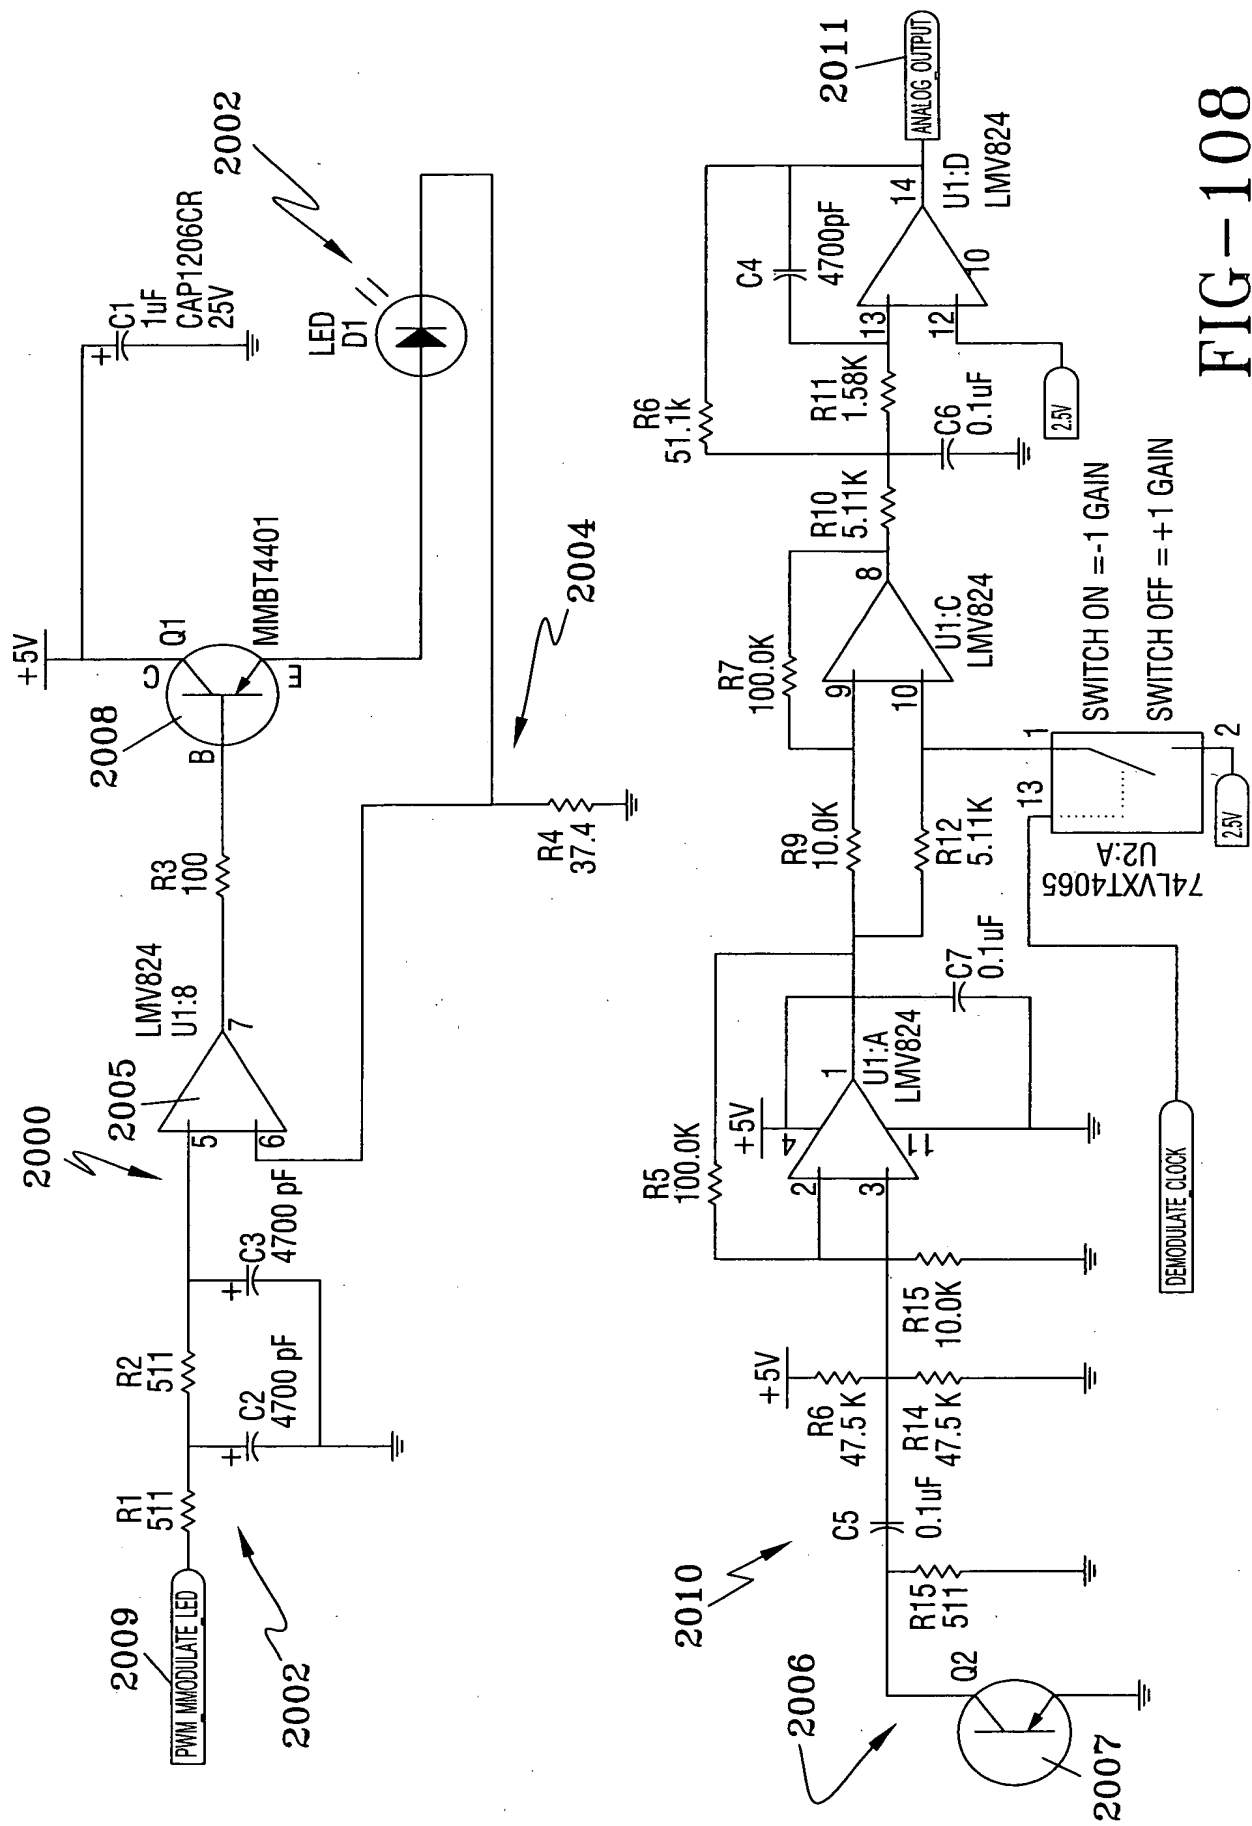 2009
PWM MMODULATE LED
2002
R1
511
R2
511
C2
4700 pF
C3
4700 pF
2000
2005
5
6
7
LMV824
U1:8
R3
100
2008
B
C
E
Q1
MMBT4401
+5V
C1
1uF
CAP1206CR
25V
LED
D1
2002
2004
R4
37.4
2006
2007
Q2
2010
R15
511
C5
0.1uF
+5V
R6
47.5 K
R14
47.5 K
R15
10.0K
R5
100.0K
2
3
+5V
4
11
1
U1:A
LMV824
C7
0.1uF
DEMODULATE_CLOCK
R9
10.0K
R12
5.11K
R7
100.0K
9
10
8
U1:C
LMV824
13
1
2
74LVXT4065
U2:A
2.5V
SWITCH ON =-1 GAIN
SWITCH OFF = +1 GAIN
R10
5.11K
R6
51.1k
R11
1.58K
C6
0.1uF
C4
4700pF
13
12
2.5V
10
14
U1:D
LMV824
2011
ANALOG_OUTPUT
FIG-108